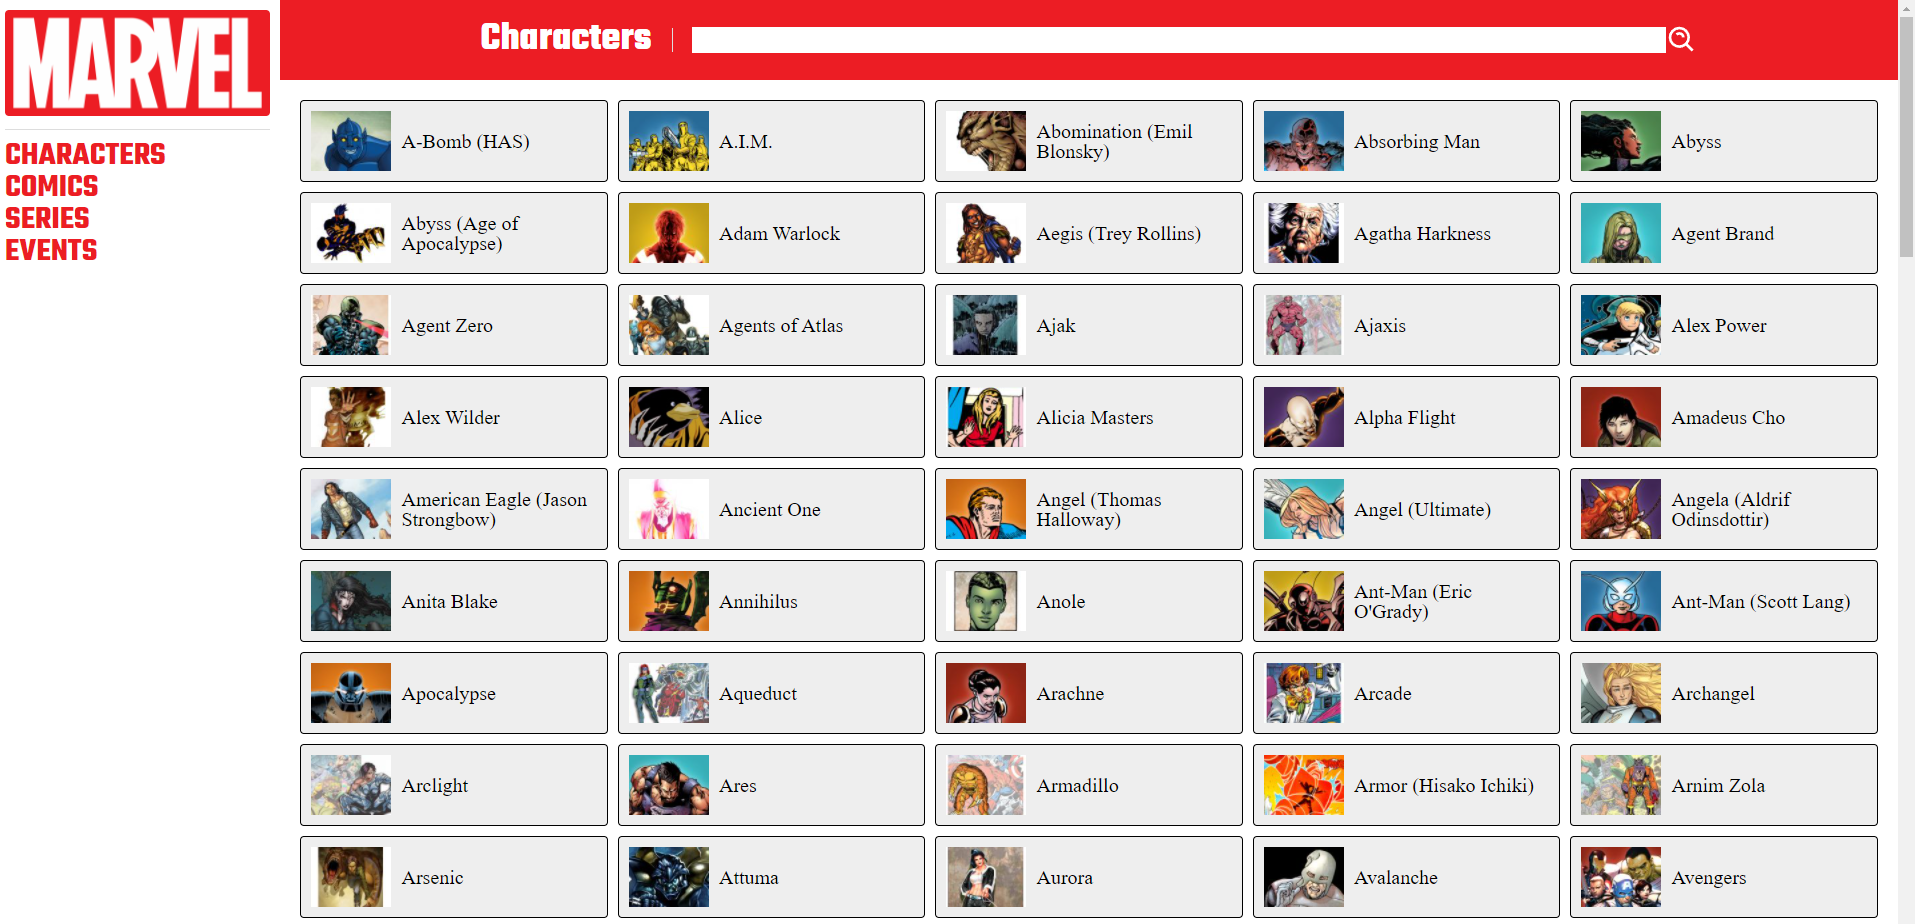 MARVEL
CHARACTERS
COMICS
SERIES
EVENTS
Characters
A-Bomb (HAS)
A.I.M.
Abomination (Emil
Blonsky)
Absorbing Man
Abyss
Abyss (Age of
Apocalypse)
Adam Warlock
Aegis (Trey Rollins)
Agatha Harkness
Agent Brand
Agent Zero
Agents of Atlas
Ajak
Ajaxis
Alex Power
Alex Wilder
Alice
Alicia Masters
Alpha Flight
Amadeus Cho
American Eagle (Jason
Strongbow)
Ancient One
Angel (Thomas
Halloway)
Angel (Ultimate)
Angela (Aldrif
Odinsdottir)
Anita Blake
Annihilus
Anole
Ant-Man (Eric
O'Grady)
Ant-Man (Scott Lang)
Apocalypse
Aqueduct
Arachne
Arcade
Archangel
Arclight
Ares
Armadillo
Armor (Hisako Ichiki)
Arnim Zola
Arsenic
Attuma
Aurora
Avalanche
Avengers